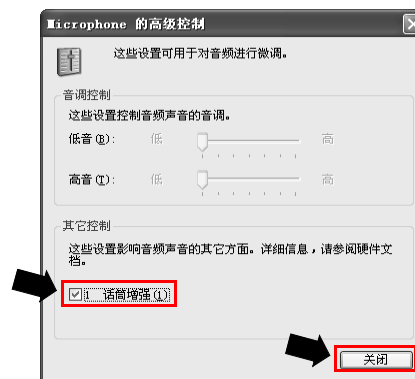 Microphone 的高级控制
这些设置可用于对音频进行微调。
音调控制
这些设置控制音频声音的音调。
低音(B): 低 高
高音(T): 低 高
其它控制
这些设置影响音频声音的其它方面。详细信息，请参阅硬件文
档。
1 话筒增强(1)
关闭